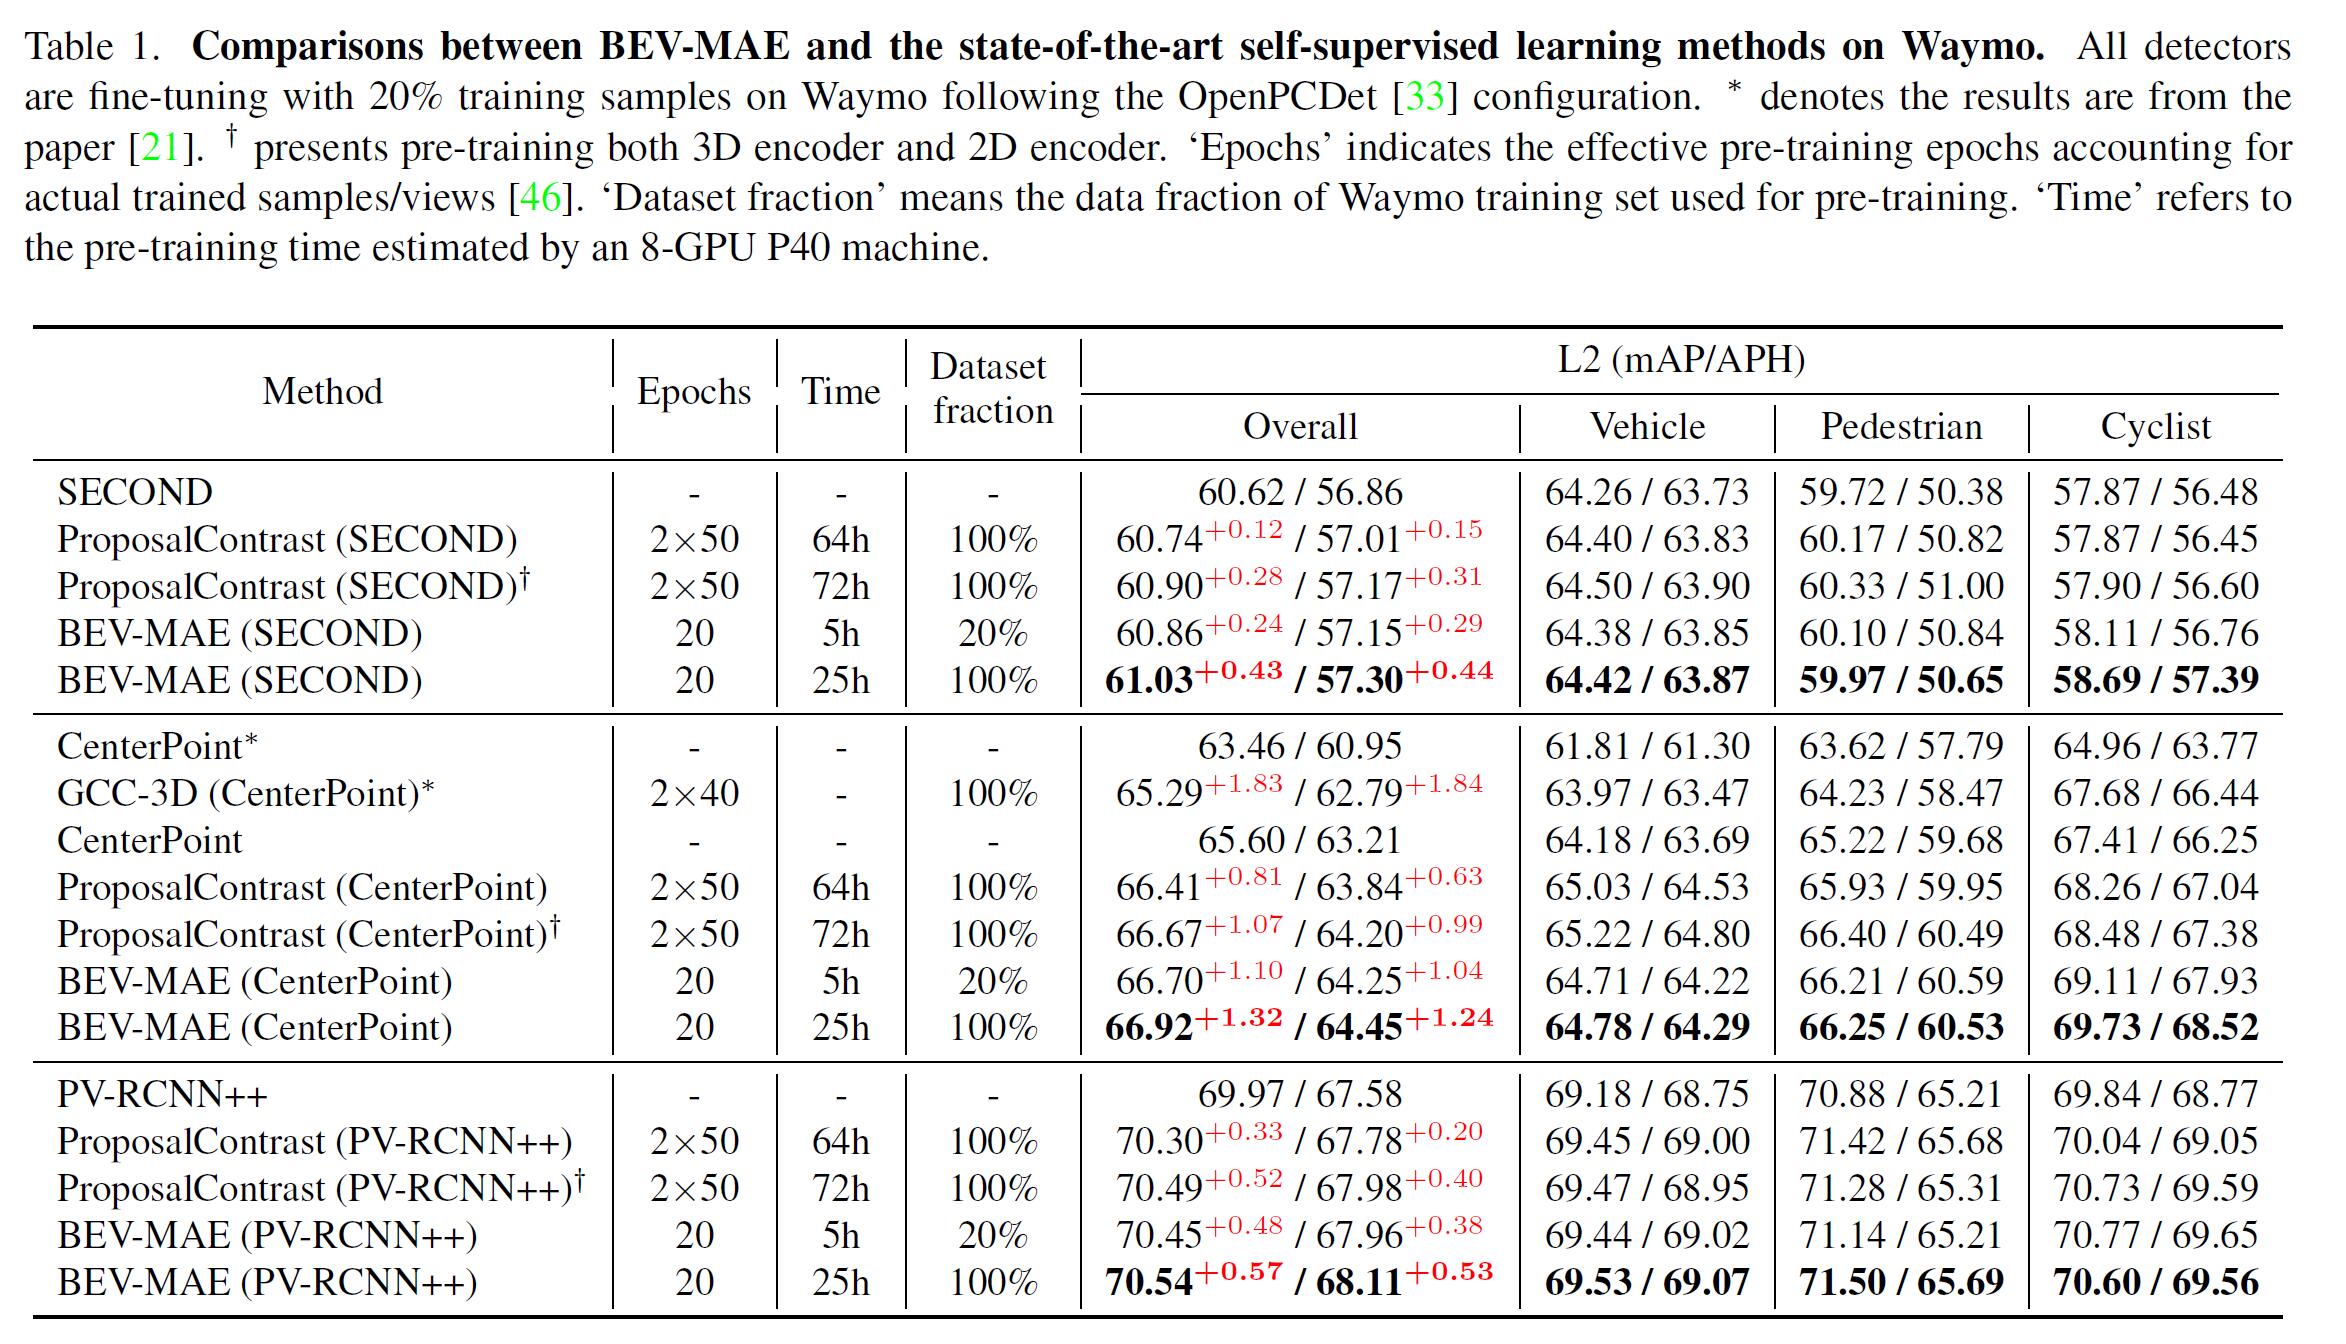 Table 1. Comparisons between BEV-MAE and the state-of-the-art self-supervised learning methods on Waymo. All detectors
are fine-tuning with 20% training samples on Waymo following the OpenPCDet [33] configuration. * denotes the results are from the
paper [21]. † presents pre-training both 3D encoder and 2D encoder. ‘Epochs’ indicates the effective pre-training epochs accounting for
actual trained samples/views [46]. ‘Dataset fraction’ means the data fraction of Waymo training set used for pre-training. ‘Time’ refers to
the pre-training time estimated by an 8-GPU P40 machine.
Method Epochs Time Dataset fraction L2 (mAP/APH)
Overall Vehicle Pedestrian Cyclist
SECOND - - - 60.62 / 56.86 64.26 / 63.73 59.72 / 50.38 57.87 / 56.48
ProposalContrast (SECOND) 2×50 64h 100% 60.74+0.12 / 57.01+0.15 64.40 / 63.83 60.17 / 50.82 57.87 / 56.45
ProposalContrast (SECOND)† 2×50 72h 100% 60.90+0.28 / 57.17+0.31 64.50 / 63.90 60.33 / 51.00 57.90 / 56.60
BEV-MAE (SECOND) 20 5h 20% 60.86+0.24 / 57.15+0.29 64.38 / 63.85 60.10 / 50.84 58.11 / 56.76
BEV-MAE (SECOND) 20 25h 100% 61.03+0.43 / 57.30+0.44 64.42 / 63.87 59.97 / 50.65 58.69 / 57.39
CenterPoint* - - - 63.46 / 60.95 61.81 / 61.30 63.62 / 57.79 64.96 / 63.77
GCC-3D (CenterPoint)* 2×40 - 100% 65.29+1.83 / 62.79+1.84 63.97 / 63.47 64.23 / 58.47 67.68 / 66.44
CenterPoint - - - 65.60 / 63.21 64.18 / 63.69 65.22 / 59.68 67.41 / 66.25
ProposalContrast (CenterPoint) 2×50 64h 100% 66.41+0.81 / 63.84+0.63 65.03 / 64.53 65.93 / 59.95 68.26 / 67.04
ProposalContrast (CenterPoint)† 2×50 72h 100% 66.67+1.07 / 64.20+0.99 65.22 / 64.80 66.40 / 60.49 68.48 / 67.38
BEV-MAE (CenterPoint) 20 5h 20% 66.70+1.10 / 64.25+1.04 64.71 / 64.22 66.21 / 60.59 69.11 / 67.93
BEV-MAE (CenterPoint) 20 25h 100% 66.92+1.32 / 64.45+1.24 64.78 / 64.29 66.25 / 60.53 69.73 / 68.52
PV-RCNN++ - - - 69.97 / 67.58 69.18 / 68.75 70.88 / 65.21 69.84 / 68.77
ProposalContrast (PV-RCNN++) 2×50 64h 100% 70.30+0.33 / 67.78+0.20 69.45 / 69.00 71.42 / 65.68 70.04 / 69.05
ProposalContrast (PV-RCNN++)† 2×50 72h 100% 70.49+0.52 / 67.98+0.40 69.47 / 68.95 71.28 / 65.31 70.73 / 69.59
BEV-MAE (PV-RCNN++) 20 5h 20% 70.45+0.48 / 67.96+0.38 69.44 / 69.02 71.14 / 65.21 70.77 / 69.65
BEV-MAE (PV-RCNN++) 20 25h 100% 70.54+0.57 / 68.11+0.53 69.53 / 69.07 71.50 / 65.69 70.60 / 69.56